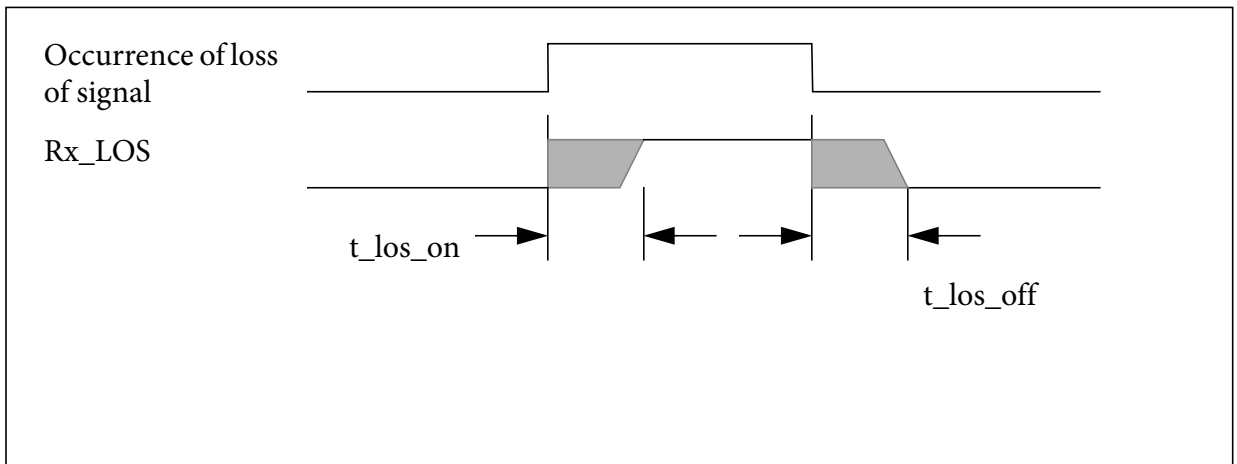 Occurrence of loss
of signal
Rx_LOS
t_los_on
t_los_off